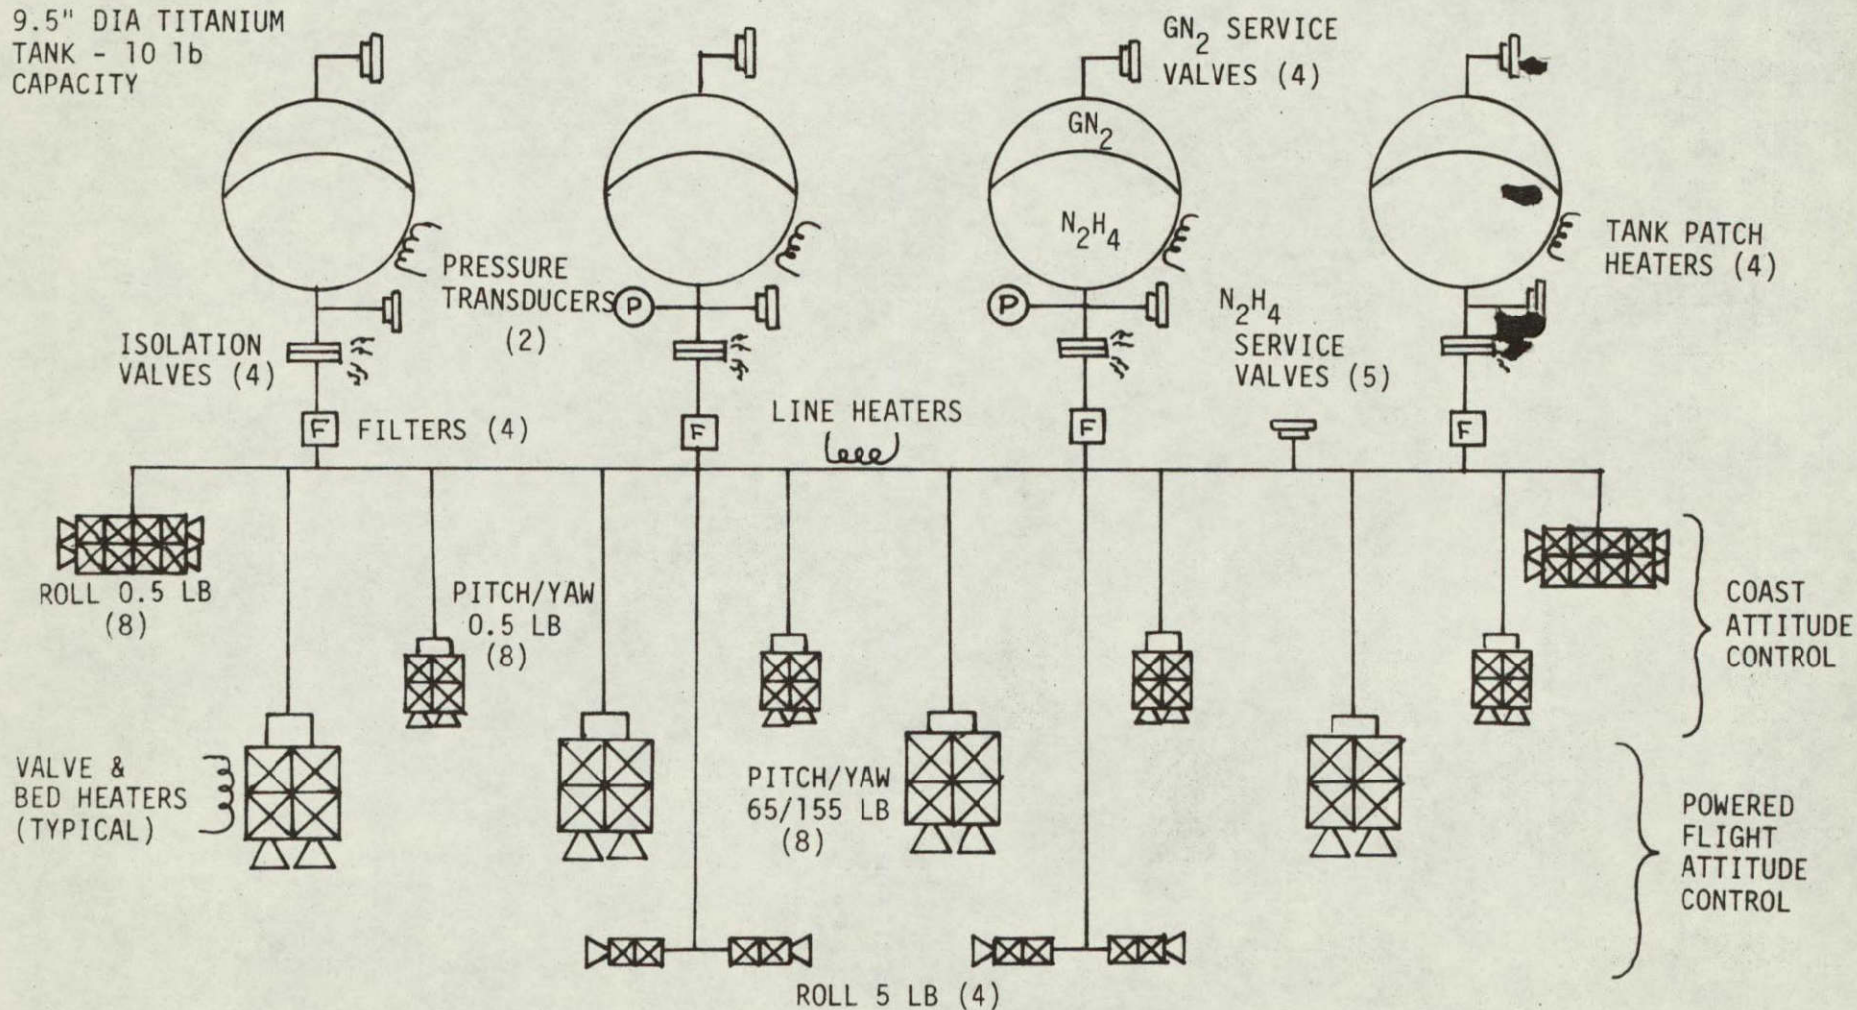 9.5" DIA TITANIUM
TANK - 10 lb
CAPACITY
GN2 SERVICE
VALVES (4)
GN2
N2H4
TANK PATCH
HEATERS (4)
PRESSURE
TRANSDUCERS
(2)
P
P
N2H4
SERVICE
VALVES (5)
ISOLATION
VALVES (4)
F
FILTERS (4)
F
LINE HEATERS
F
F
ROLL 0.5 LB
(8)
PITCH/YAW
0.5 LB
(8)
COAST
ATTITUDE
CONTROL
VALVE &
BED HEATERS
(TYPICAL)
PITCH/YAW
65/155 LB
(8)
POWERED
FLIGHT
ATTITUDE
CONTROL
ROLL 5 LB (4)